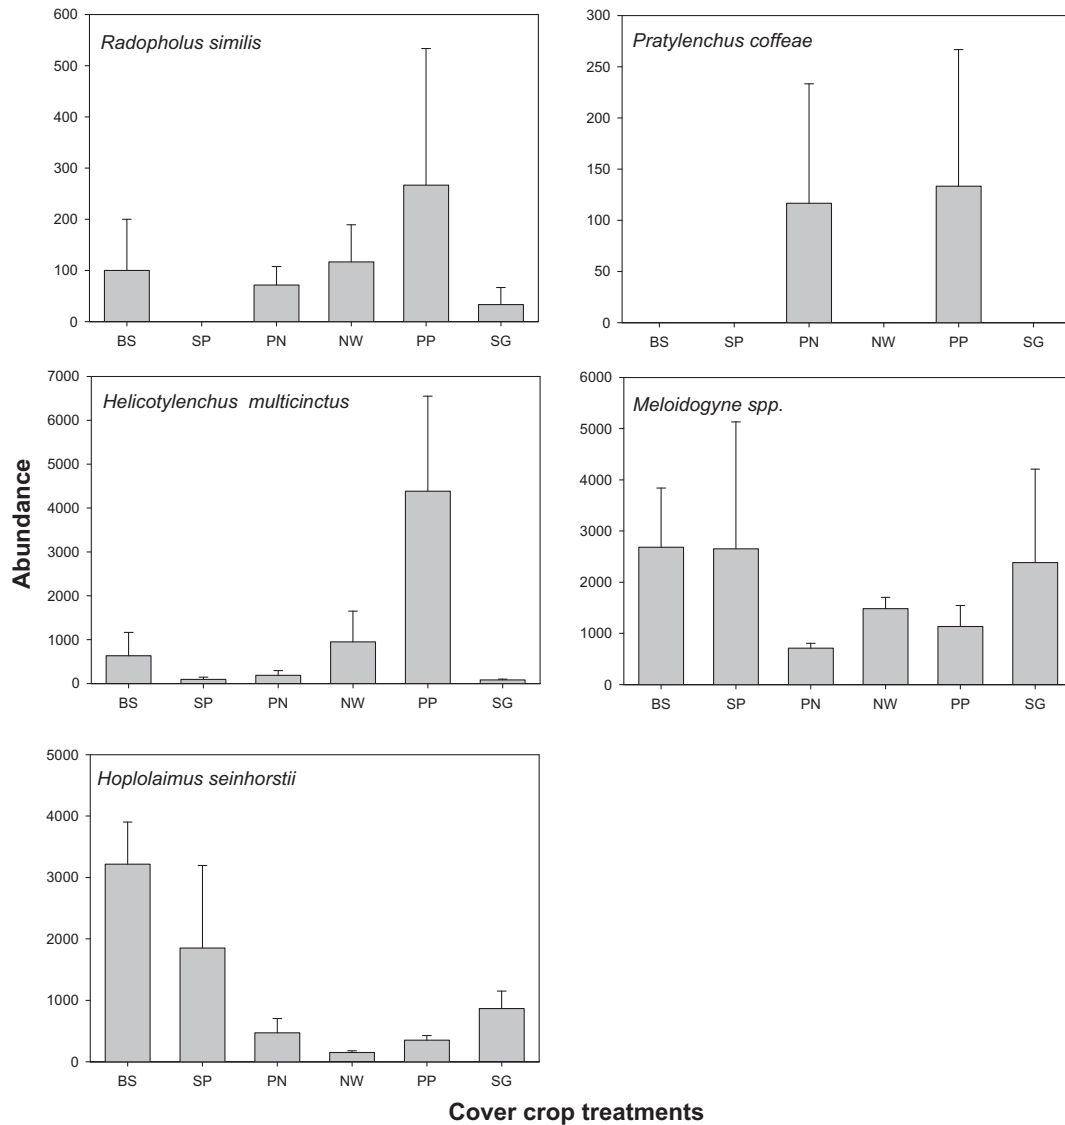 Radopholus similis
600
500
400
300
200
100
0
BS SP PN NW PP SG
Pratylenchus coffeae
300
250
200
150
100
50
0
BS SP PN NW PP SG
Helicotylenchus multicinctus
7000
6000
5000
4000
3000
2000
1000
0
BS SP PN NW PP SG
Meloidogyne spp.
6000
5000
4000
3000
2000
1000
0
BS SP PN NW PP SG
Abundance
Hoplolaimus seinhorstii
5000
4000
3000
2000
1000
0
BS SP PN NW PP SG
Cover crop treatments